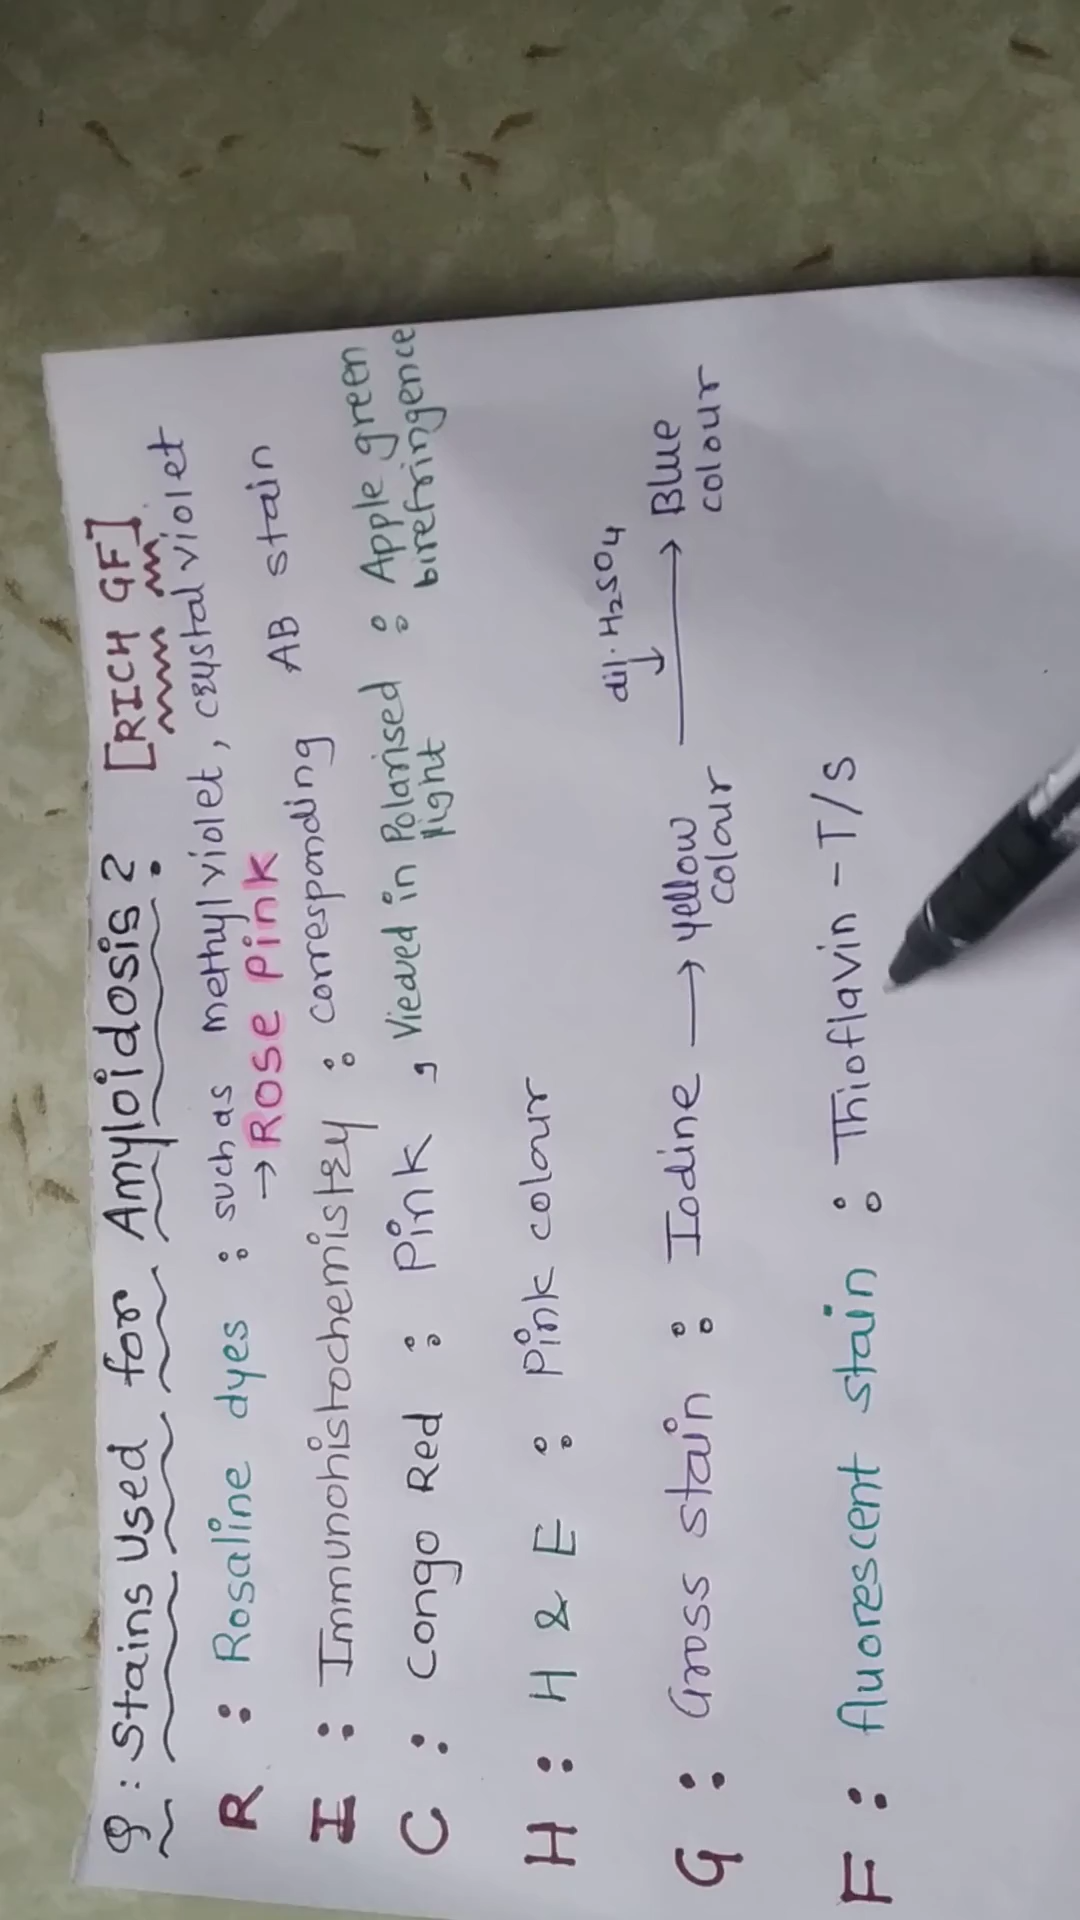 Q : Stains used for Amyloidosis? [RICH GF]
R : Rosaline dyes : such as methyl violet, crystal violet
→ Rose Pink
I : Immunohistochemistry : corresponding AB stain
C : Congo Red : Pink , Viewed in Polarised light : Apple green birefringence
H : H & E : Pink colour
G : Gross stain : Iodine → yellow colour dil. H₂SO₄ → Blue colour
F : fluorescent stain : Thioflavin - T/S